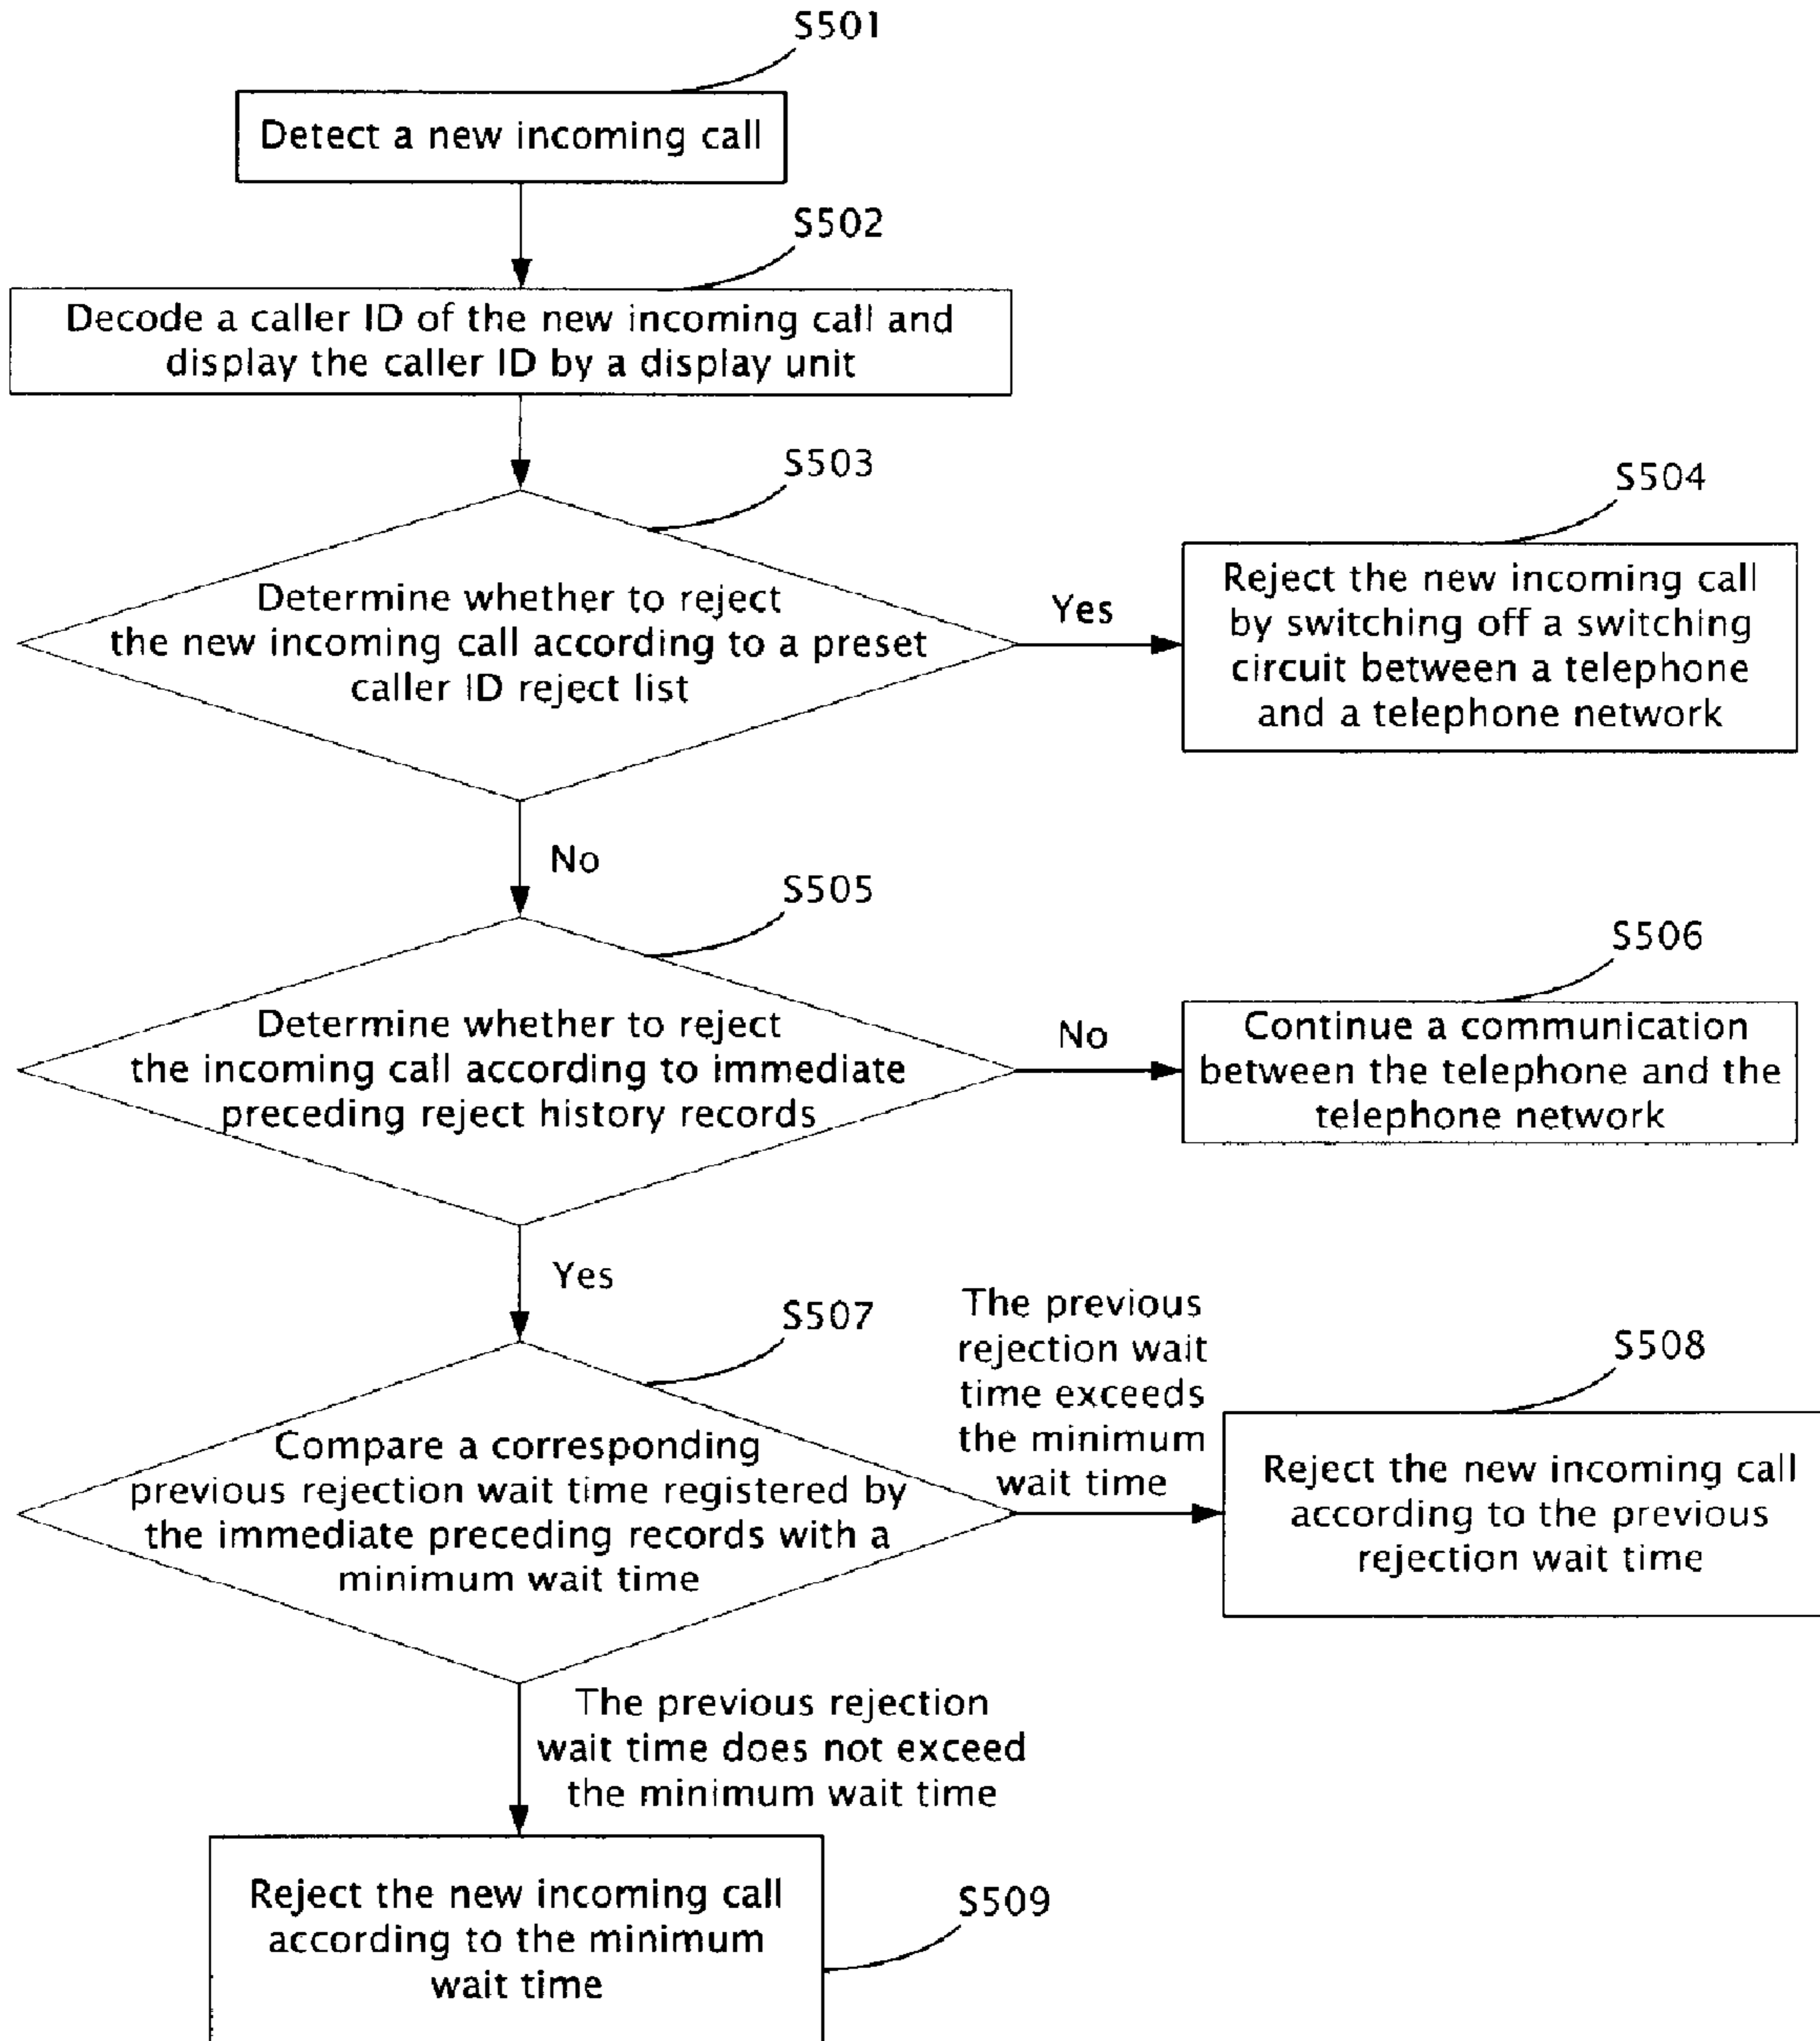 S501
Detect a new incoming call
S502
Decode a caller ID of the new incoming call and
display the caller ID by a display unit
S503
Determine whether to reject
the new incoming call according to a preset
caller ID reject list
Yes
S504
Reject the new incoming call
by switching off a switching
circuit between a telephone
and a telephone network
No
S505
Determine whether to reject
the incoming call according to immediate
preceding reject history records
No
S506
Continue a communication
between the telephone and the
telephone network
Yes
S507
Compare a corresponding
previous rejection wait time registered by
the immediate preceding records with a
minimum wait time
The previous
rejection wait
time exceeds
the minimum
wait time
S508
Reject the new incoming call
according to the previous
rejection wait time
The previous rejection
wait time does not exceed
the minimum wait time
Reject the new incoming call
according to the minimum
wait time
S509